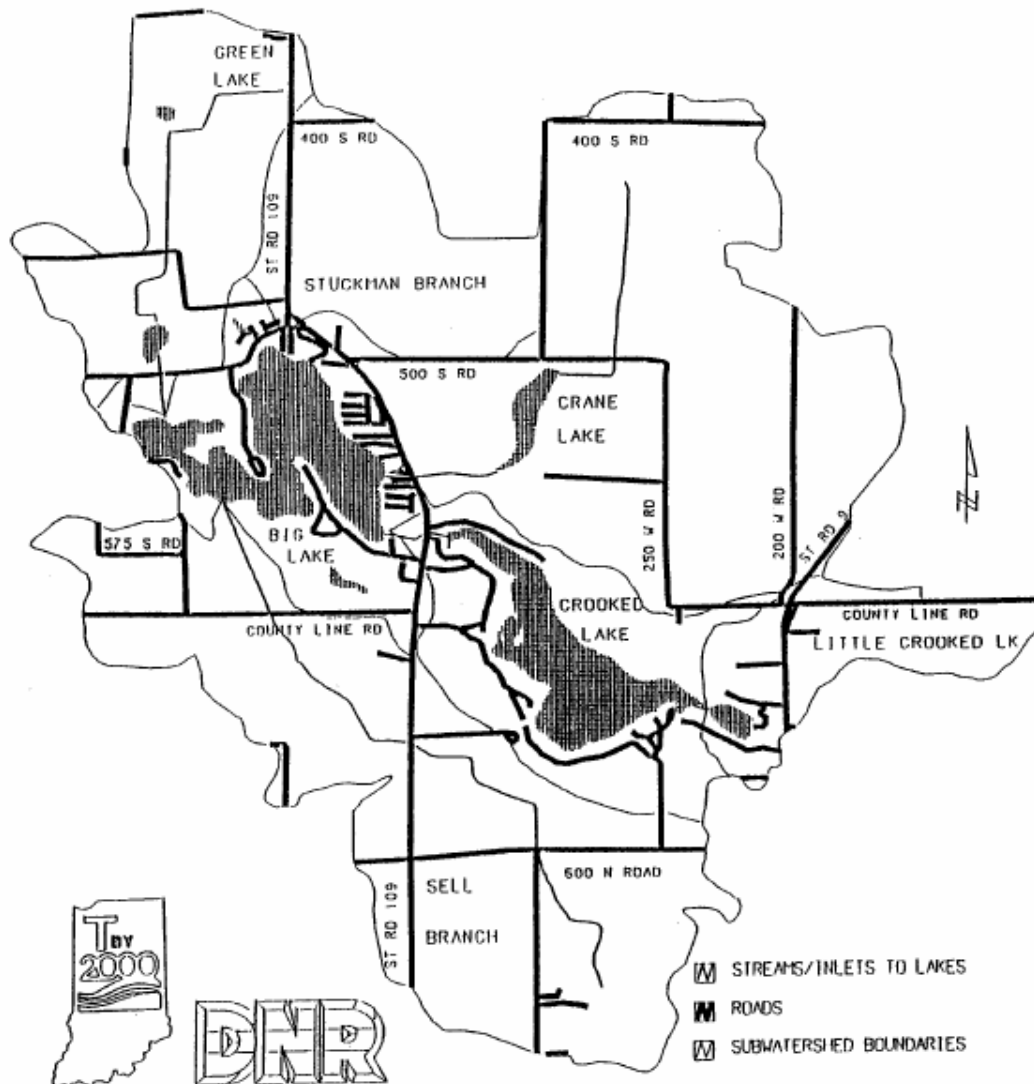 GREEN
LAKE
400 S RD
400 S RD
ST RD 109
STUCKMAN BRANCH
500 S RD
CRANE
LAKE
250 W RD
200 W RD
ST RD 9
N
575 S RD
BIG
LAKE
CROOKED
LAKE
COUNTY LINE RD
COUNTY LINE RD
LITTLE CROOKED LK
600 N ROAD
ST RD 109
SELL
BRANCH
T BY
2000
DNR
STREAMS/INLETS TO LAKES
ROADS
SUBWATERSHED BOUNDARIES